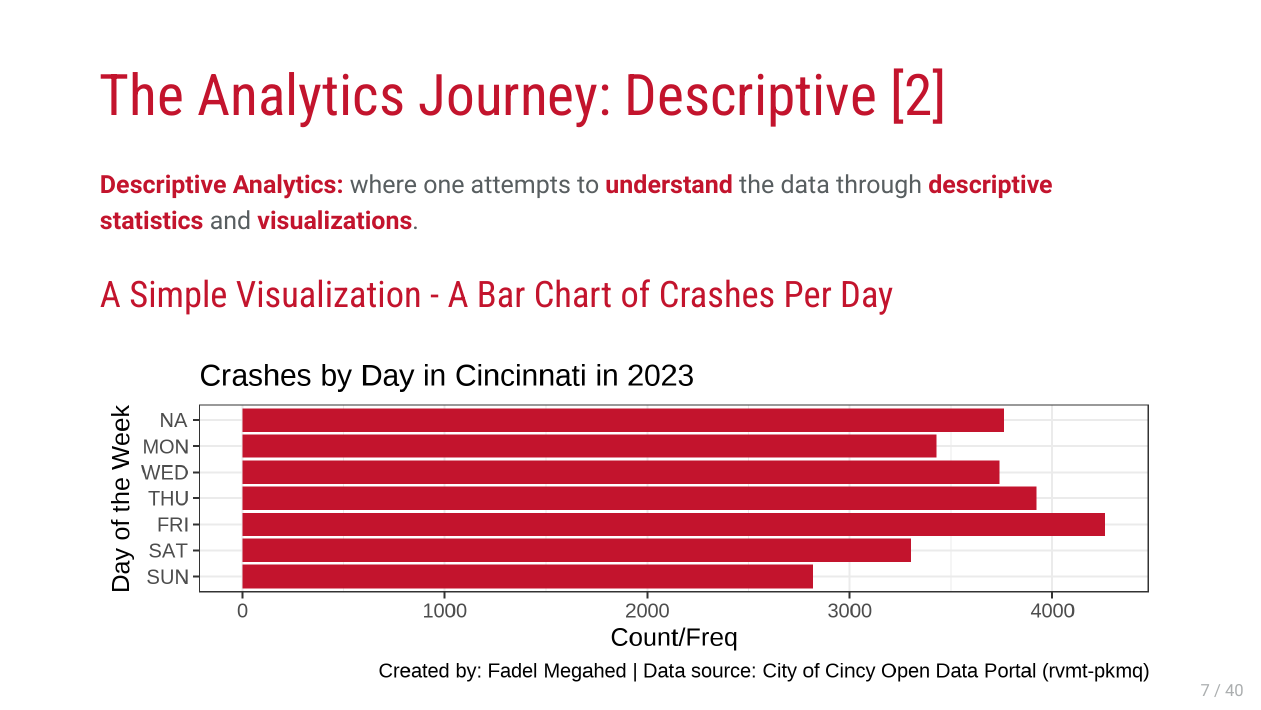 The Analytics Journey: Descriptive [2]
Descriptive Analytics: where one attempts to understand the data through descriptive
statistics and visualizations.
A Simple Visualization - A Bar Chart of Crashes Per Day
Crashes by Day in Cincinnati in 2023
Day of the Week
NA
MON
WED
THU
FRI
SAT
SUN
0 1000 2000 3000 4000
Count/Freq
Created by: Fadel Megahed | Data source: City of Cincy Open Data Portal (rvmt-pkmq)
7 / 40